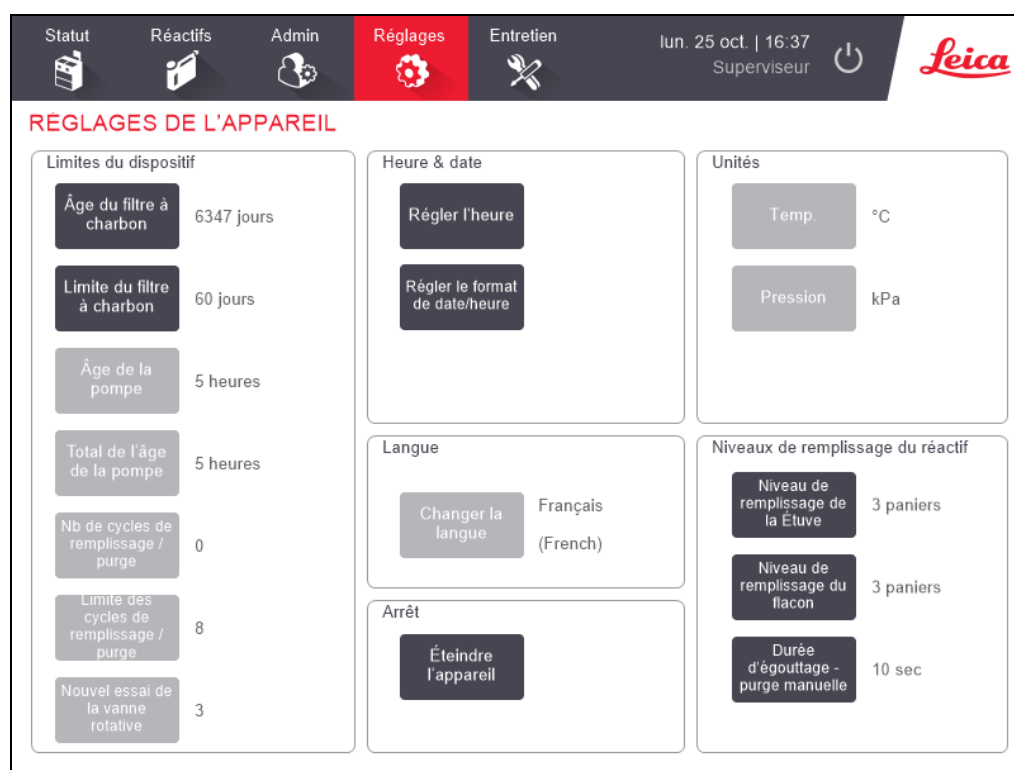 Statut Réactifs Admin Réglages Entretien lun. 25 oct. | 16:37
Superviseur
Leica
RÉGLAGES DE L'APPAREIL
Limites du dispositif
Âge du filtre à
charbon
6347 jours
Limite du filtre
à charbon
60 jours
Âge de la
pompe
5 heures
Total de l'âge
de la pompe
5 heures
Nb de cycles de
remplissage /
purge
0
Limite des
cycles de
remplissage /
purge
8
Nouvel essai de
la vanne
rotative
3
Heure & date
Régler l'heure
Régler le format
de date/heure
Langue
Changer la
langue
Français
(French)
Arrêt
Éteindre
l'appareil
Unités
Temp.
°C
Pression
kPa
Niveaux de remplissage du réactif
Niveau de
remplissage de
la Étuve
3 paniers
Niveau de
remplissage du
flacon
3 paniers
Durée
d'égouttage -
purge manuelle
10 sec